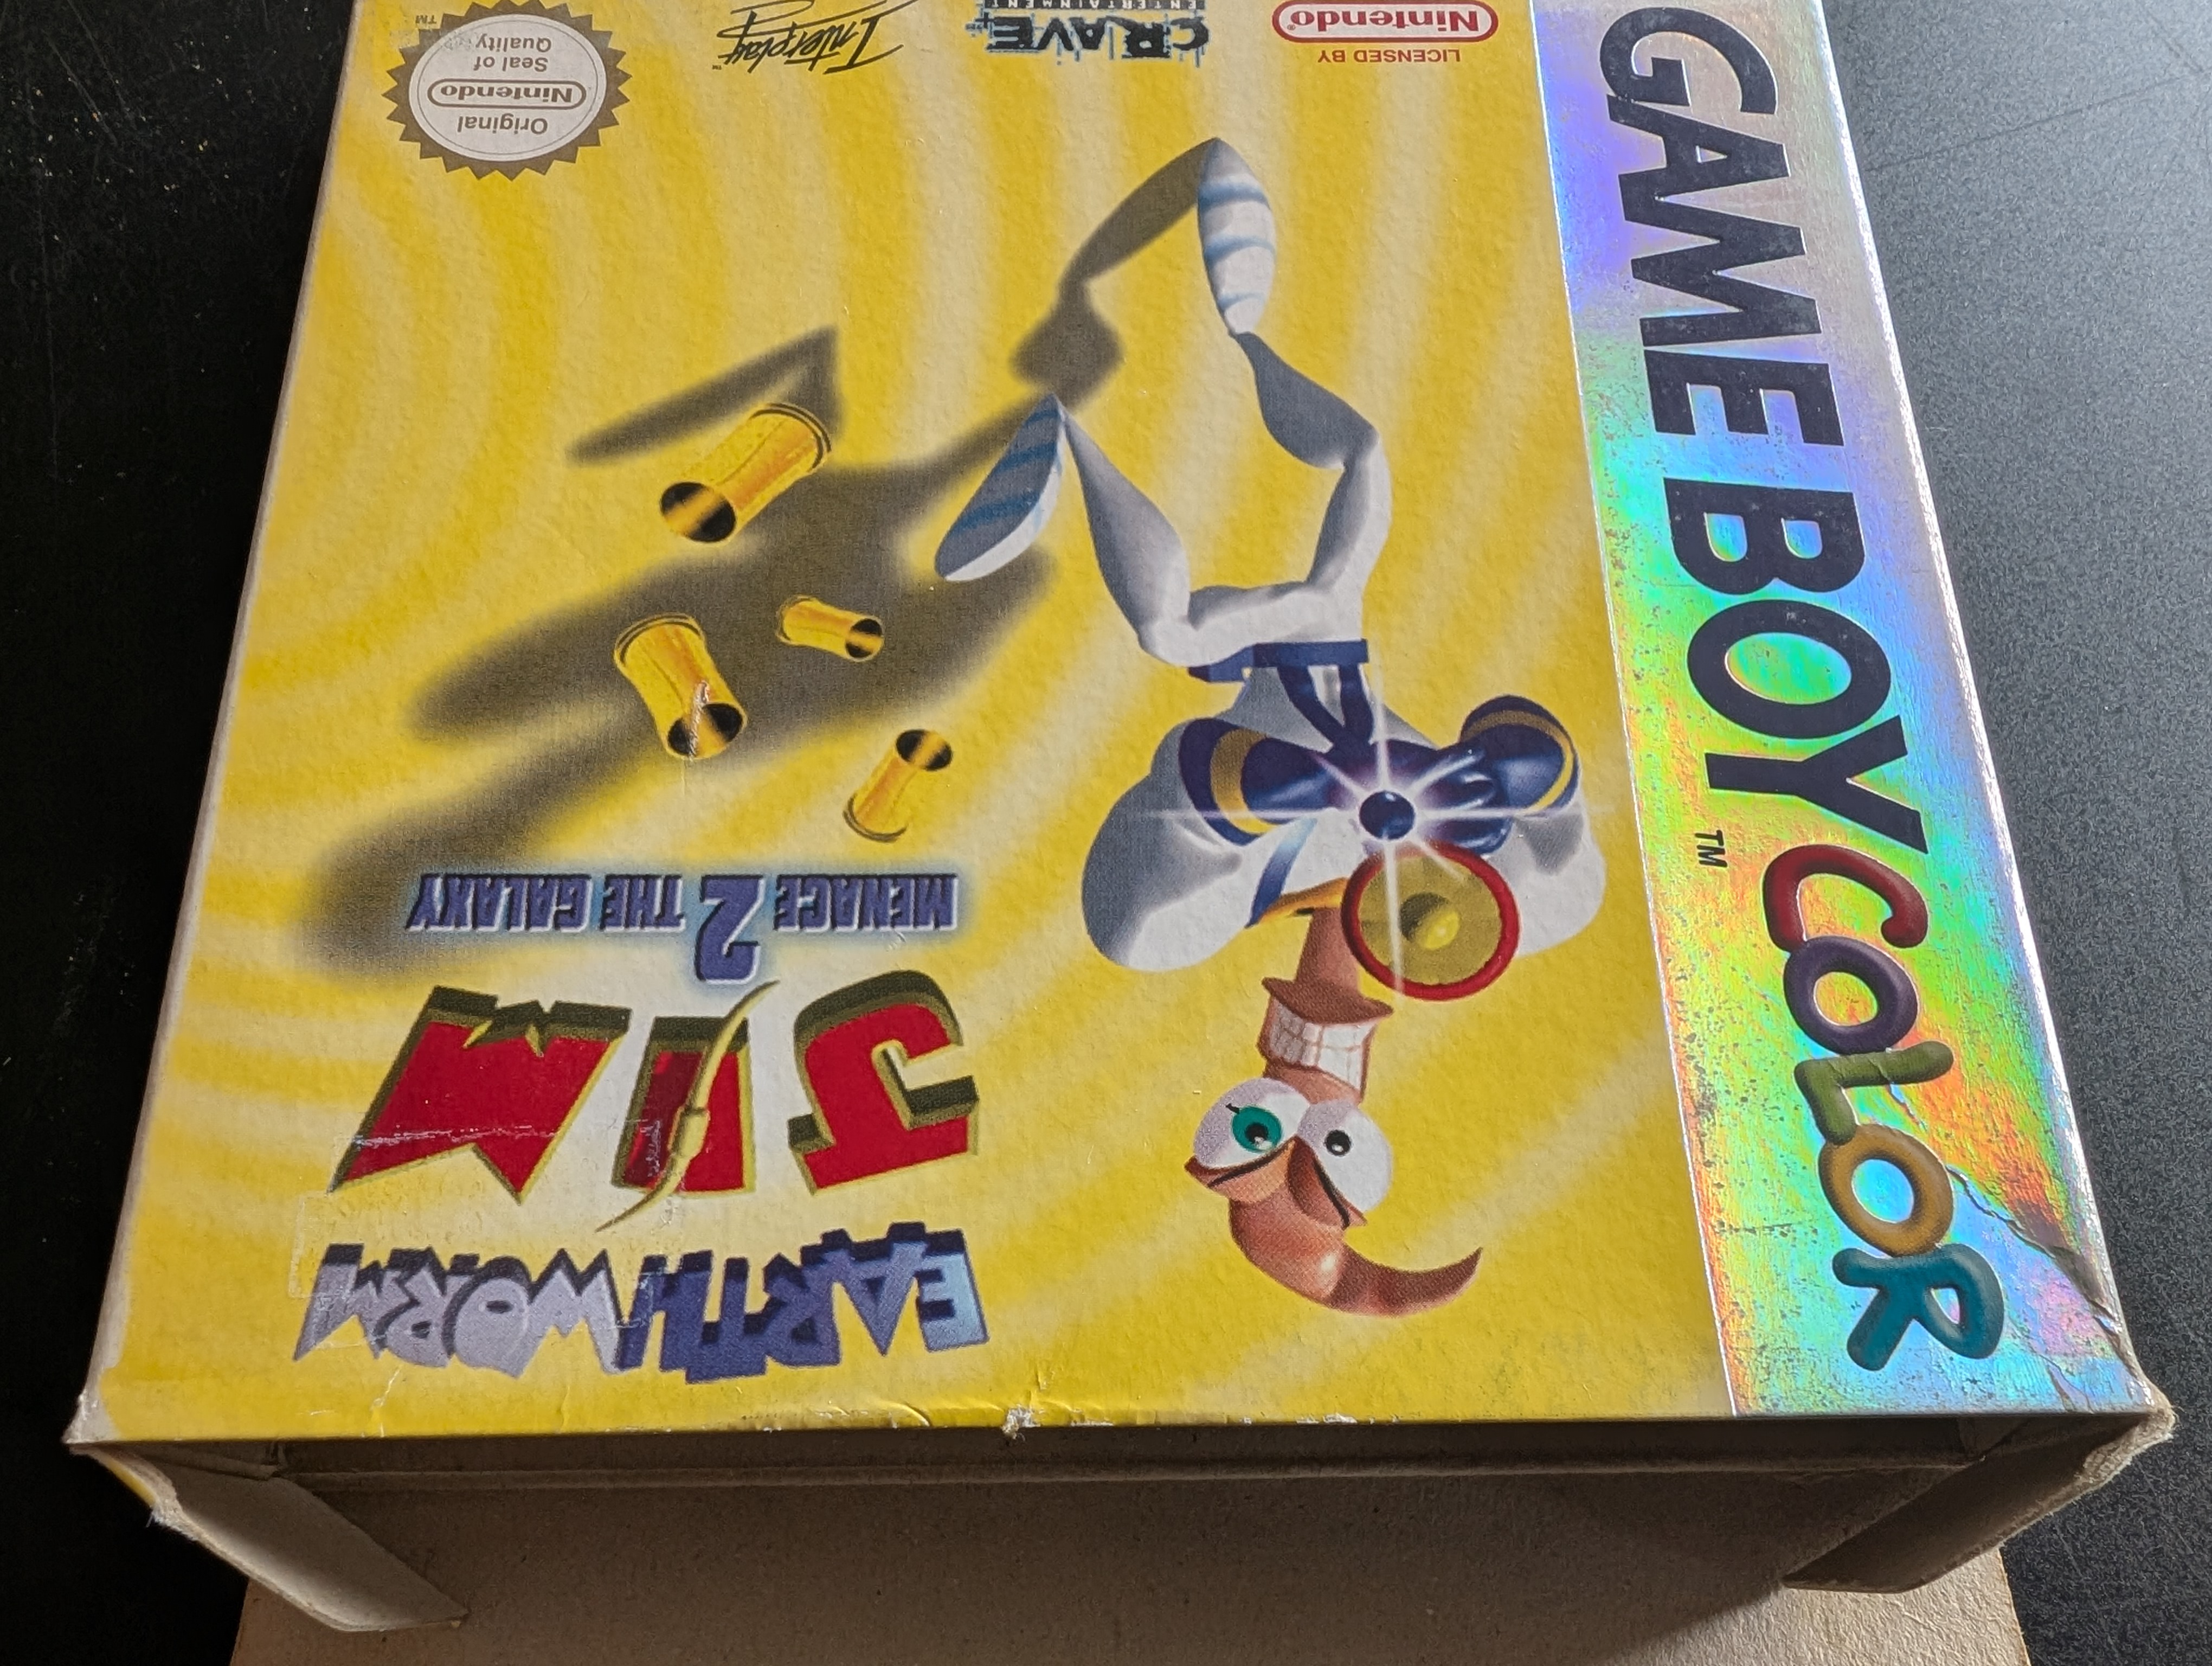 GAME BOY COLOR
TM
EARTHWORM
JIM
MENACE 2 THE GALAXY
LICENSED BY
Nintendo®
CRAVE
ENTERTAINMENT
Interplay™
Original
Nintendo
Seal of
Quality
TM